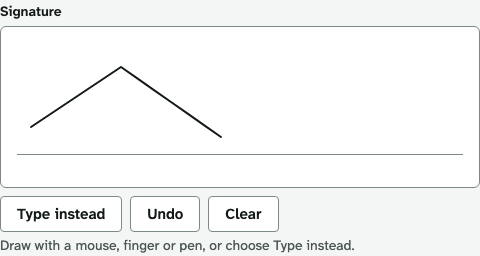 Signature
Type instead Undo Clear
Draw with a mouse, finger or pen, or choose Type instead.